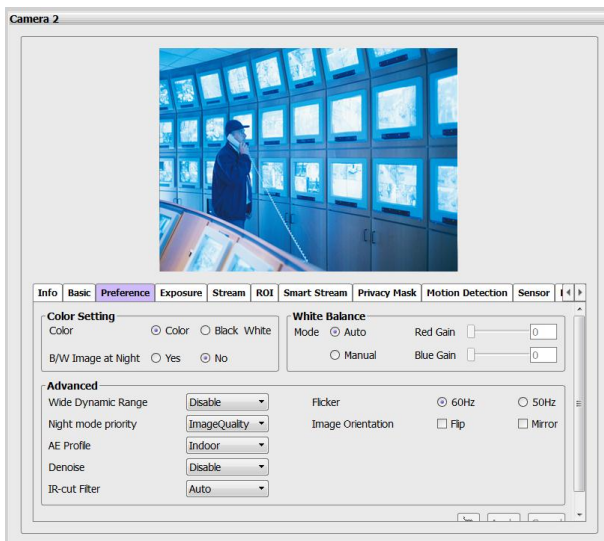 Camera 2
Info Basic Preference Exposure Stream ROI Smart Stream Privacy Mask Motion Detection Sensor
Color Setting
Color Color Black White
B/W Image at Night Yes No
White Balance
Mode Auto Red Gain 0
Manual Blue Gain 0
Advanced
Wide Dynamic Range Disable Flicker 60Hz 50Hz
Night mode priority ImageQuality Image Orientation Flip Mirror
AE Profile Indoor
Denoise Disable
IR-cut Filter Auto